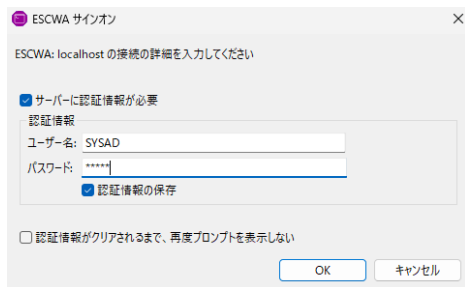 ESCWA サインオン
ESCWA: localhost の接続の詳細を入力してください
サーバーに認証情報が必要
認証情報
ユーザー名: SYSAD
パスワード: *****
認証情報の保存
認証情報がクリアされるまで、再度プロンプトを表示しない
OK キャンセル